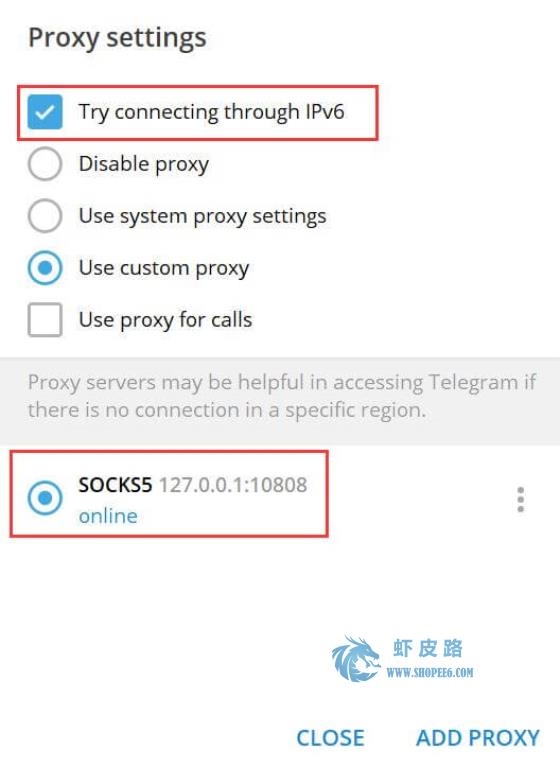 Proxy settings
Try connecting through IPv6
Disable proxy
Use system proxy settings
Use custom proxy
Use proxy for calls
Proxy servers may be helpful in accessing Telegram if
there is no connection in a specific region.
SOCKS5 127.0.0.1:10808
online
虾皮路
WWW.SHOPEE6.COM
CLOSE ADD PROXY